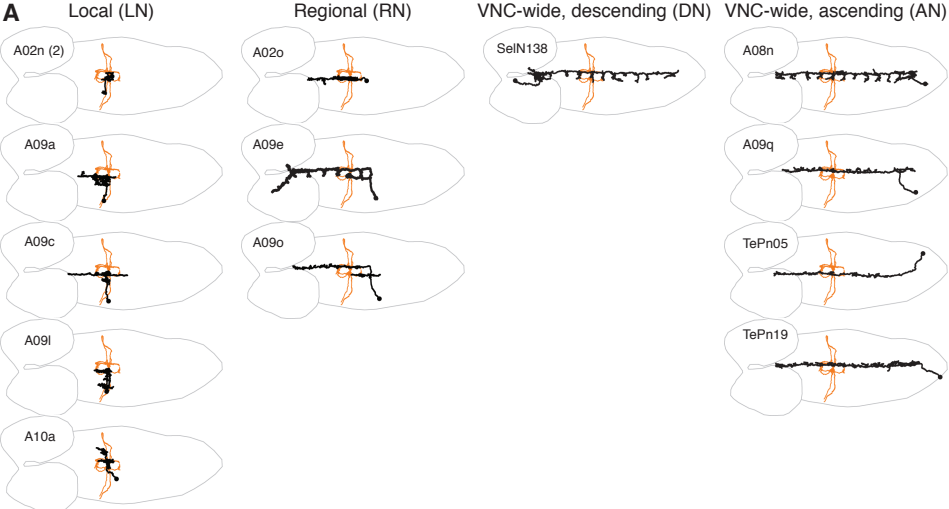 A
Local (LN)
Regional (RN)
VNC-wide, descending (DN)
VNC-wide, ascending (AN)
A02n (2)
A02o
SeIN138
A08n
A09a
A09e
A09q
A09c
A09o
TePn05
A09l
TePn19
A10a